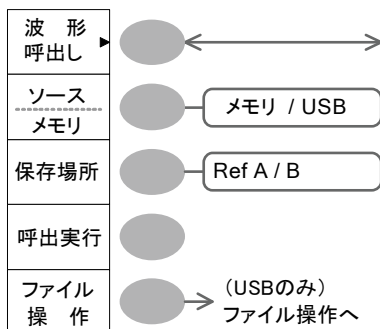 波 形
呼出し
ソース
メモリ
メモリ / USB
保存場所
Ref A / B
呼出実行
ファイル
操 作
(USBのみ)
ファイル操作へ